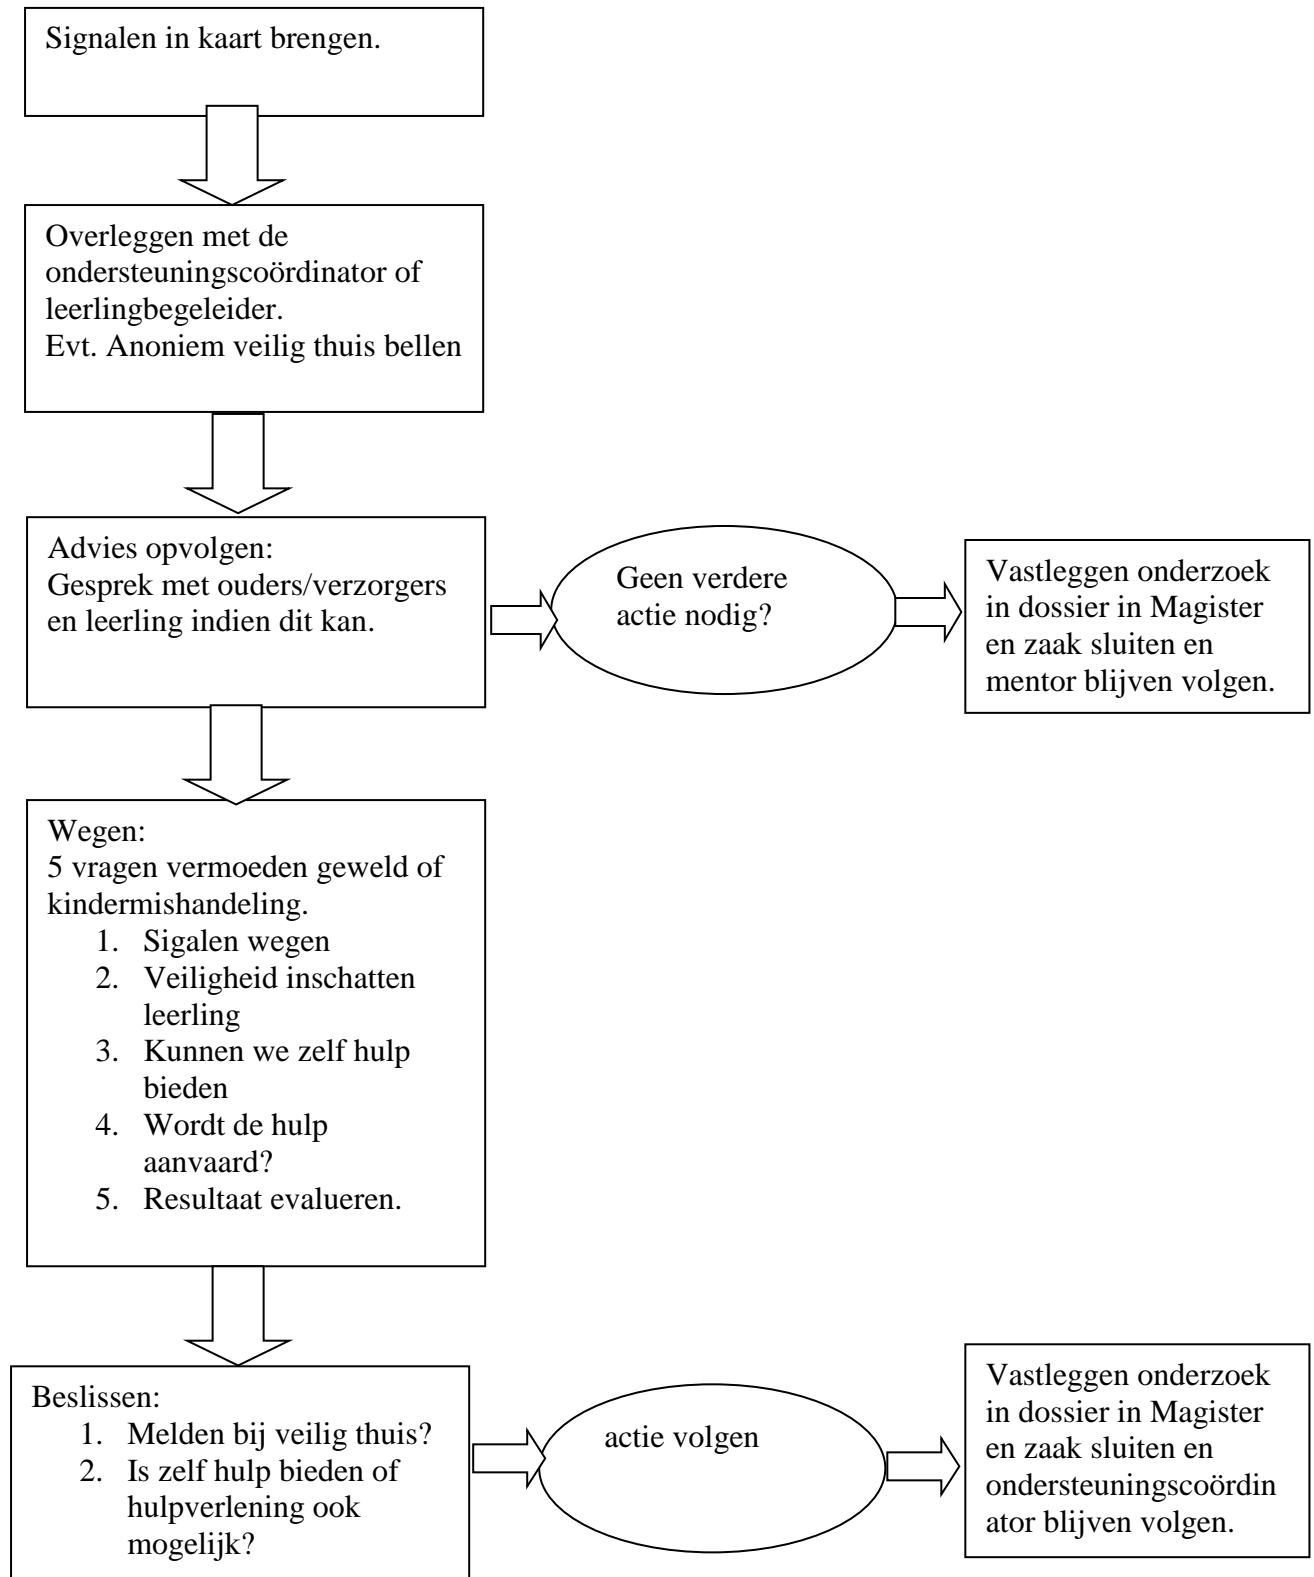 Signalen in kaart brengen.
Overleggen met de
ondersteuningscoördinator of
leerlingbegeleider.
Evt. Anoniem veilig thuis bellen
Advies opvolgen:
Gesprek met ouders/verzorgers
en leerling indien dit kan.
Geen verdere
actie nodig?
Vastleggen onderzoek
in dossier in Magister
en zaak sluiten en
mentor blijven volgen.
Wegen:
5 vragen vermoeden geweld of
kindermishandeling.
1. Sigalen wegen
2. Veiligheid inschatten
leerling
3. Kunnen we zelf hulp
bieden
4. Wordt de hulp
aanvaard?
5. Resultaat evalueren.
Beslissen:
1. Melden bij veilig thuis?
2. Is zelf hulp bieden of
hulpverlening ook
mogelijk?
actie volgen
Vastleggen onderzoek
in dossier in Magister
en zaak sluiten en
ondersteuningscoördin
ator blijven volgen.